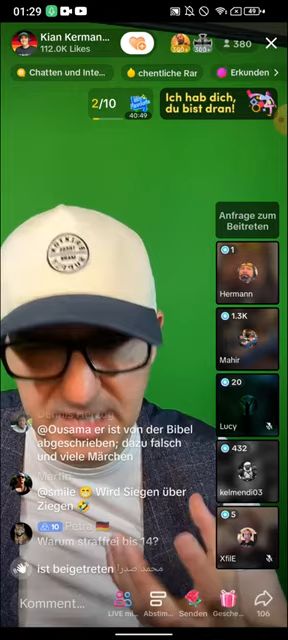 01:29
49
Kian Kerman...
112.0K Likes
380
Chatten und Inte...
chentliche Rar
Erkunden >
2/10
40:49
Ich hab dich,
du bist dran!
Anfrage zum
Beitreten
1
Hermann
1.3K
Mahir
20
Lucy
432
kelmendi03
5
XfilE
@Ousama er ist von der Bibel
abgeschrieben; dazu falsch
und viele Märchen
Martin
@smile 😁 Wird Siegen über
Ziegen 🤣
10 Petra 🇩🇪
Warum straffrei bis 14?
محمد صدرا ist beigetreten
Komment...
LIVE mi...
Abstim...
Senden
Gesche...
106